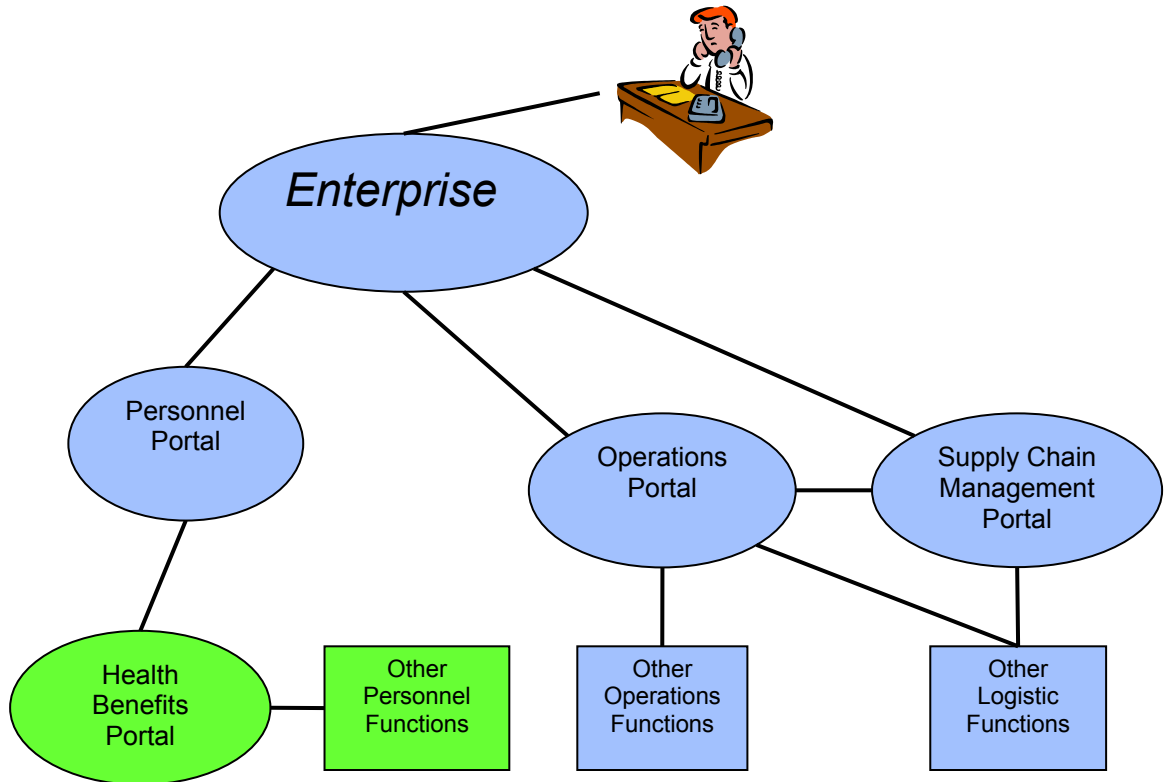 Enterprise
Personnel
Portal
Operations
Portal
Supply Chain
Management
Portal
Health
Benefits
Portal
Other
Personnel
Functions
Other
Operations
Functions
Other
Logistic
Functions